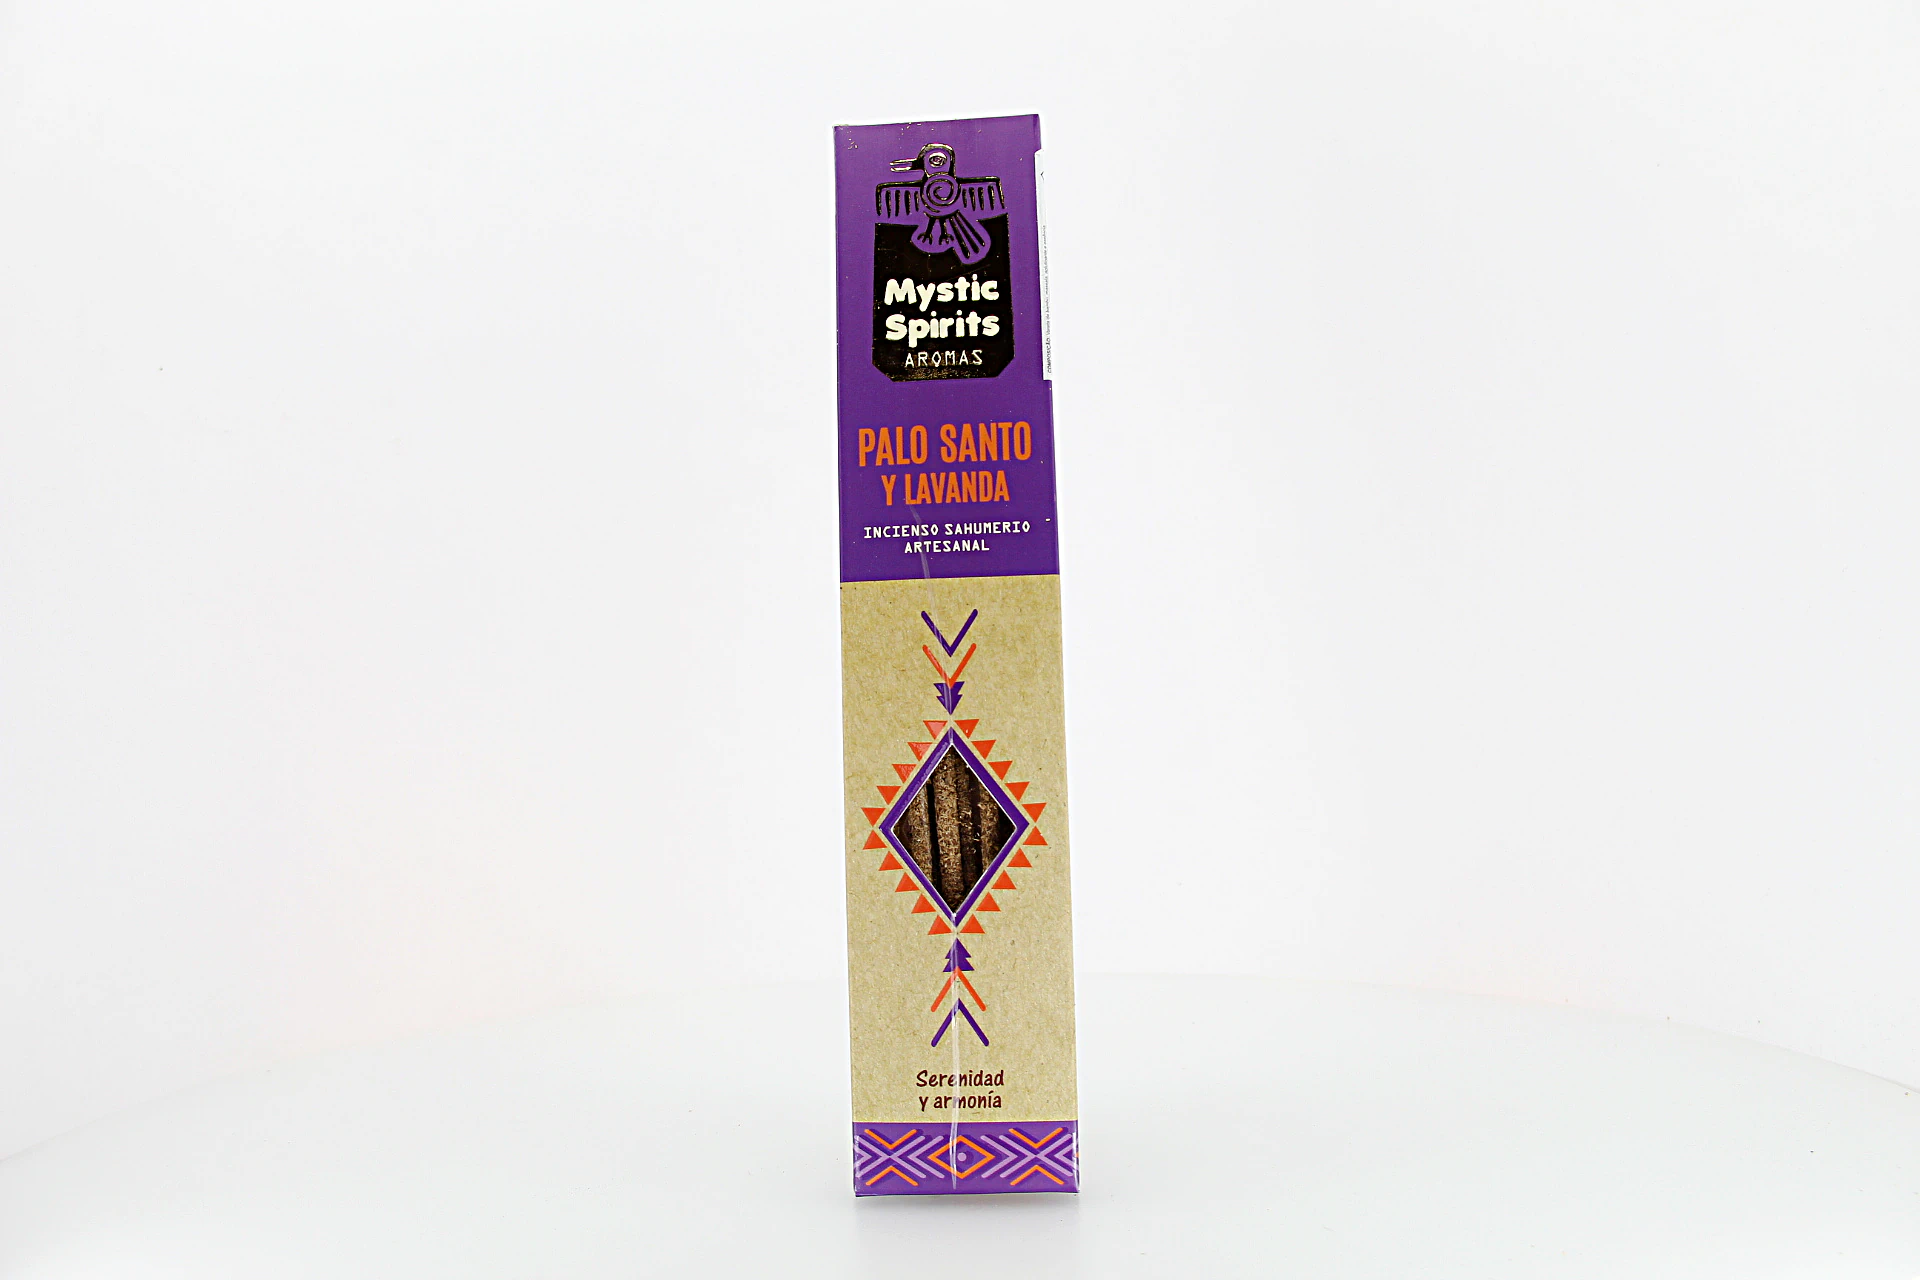 Mystic
Spirits
AROMAS
PALO SANTO
Y LAVANDA
INCIENSO SAHUMERIO
ARTESANAL
Serenidad
y armonía